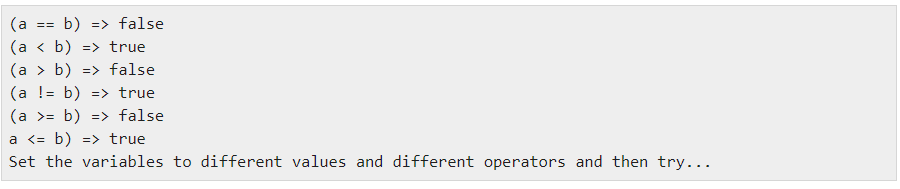 (a == b) => false
(a < b) => true
(a > b) => false
(a != b) => true
(a >= b) => false
a <= b) => true
Set the variables to different values and different operators and then try...